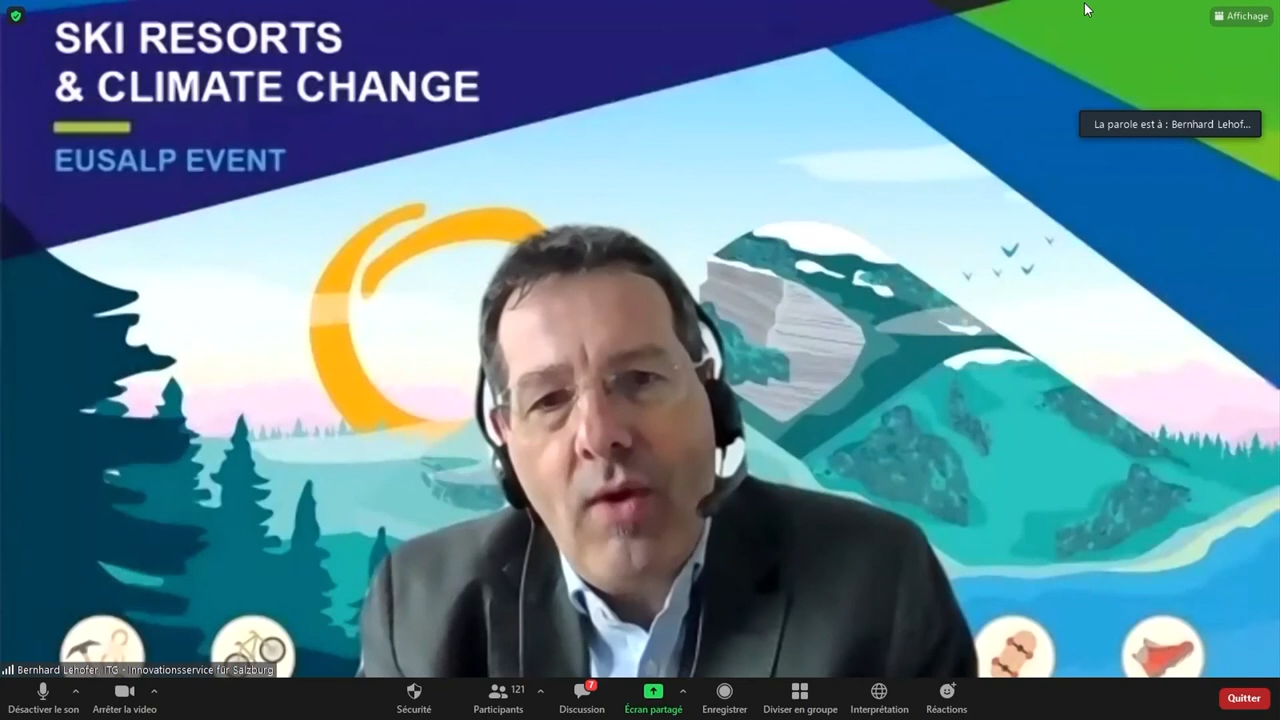 SKI RESORTS
& CLIMATE CHANGE
EUSALP EVENT
Affichage
La parole est à : Bernhard Lehof...
Bernhard Lehofer, ITG - Innovationsservice für Salzburg
Désactiver le son
Arrêter la video
Sécurité
121
Participants
7
Discussion
Écran partagé
Enregistrer
Diviser en groupe
Interprétation
Réactions
Quitter